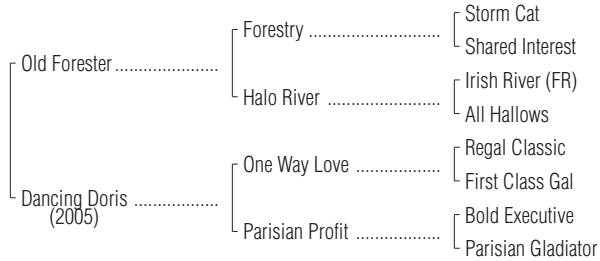 Storm Cat
Forestry ............................
Shared Interest
Old Forester ......................
Irish River (FR)
Halo River ........................
All Hallows
Regal Classic
One Way Love ..................
First Class Gal
Dancing Doris ..................
(2005)
Bold Executive
Parisian Profit ....................
Parisian Gladiator